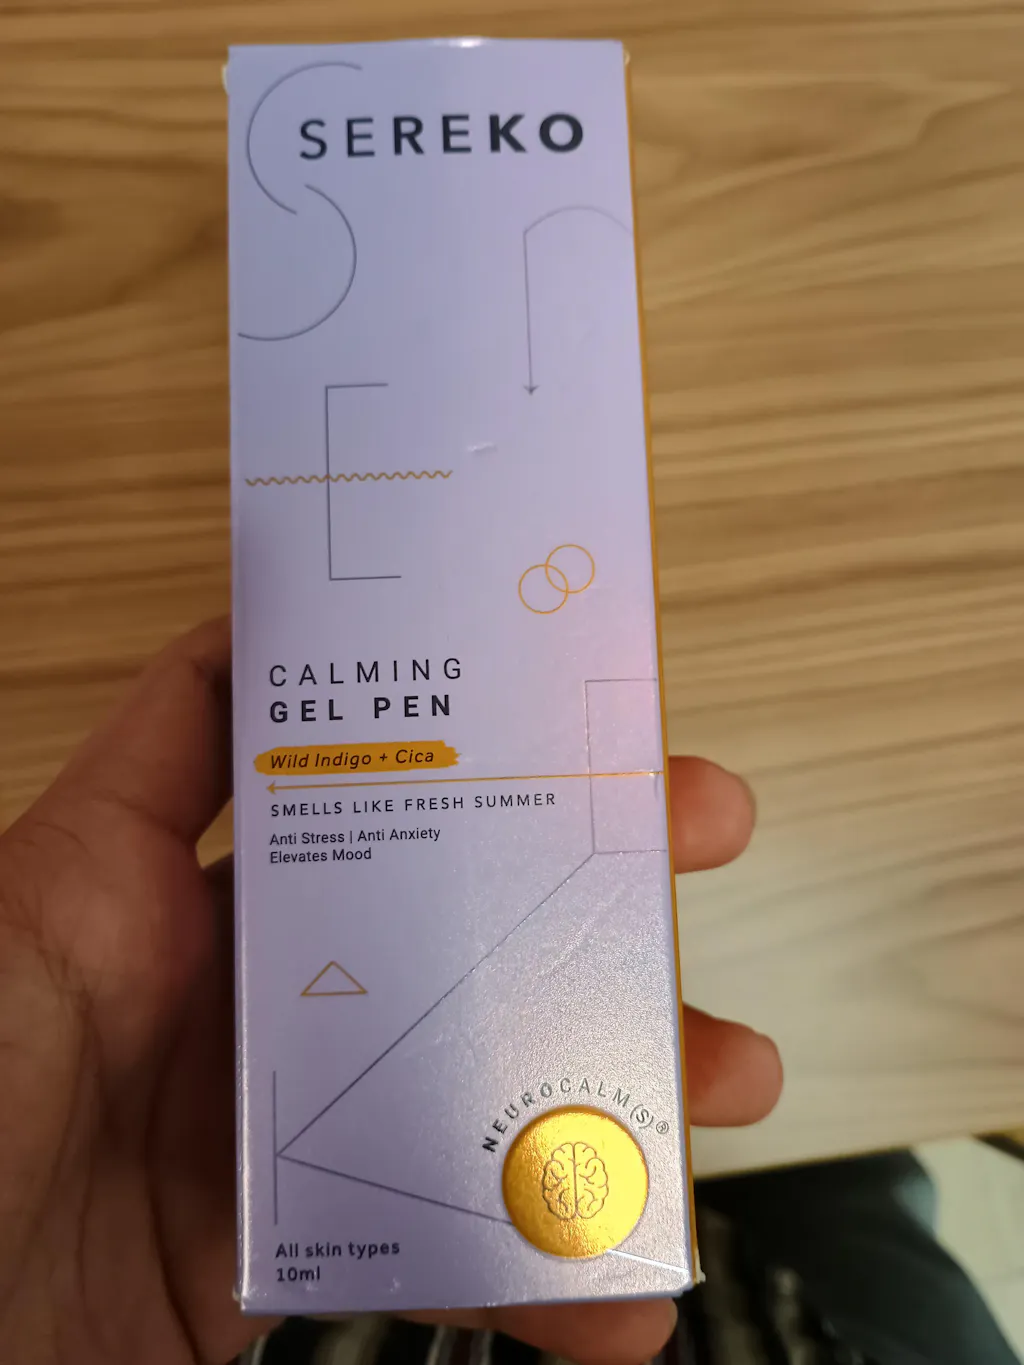 SEREKO
CALMING
GEL PEN
Wild Indigo + Cica
SMELLS LIKE FRESH SUMMER
Anti Stress | Anti Anxiety
Elevates Mood
NEUROCALM(S)®
All skin types
10ml